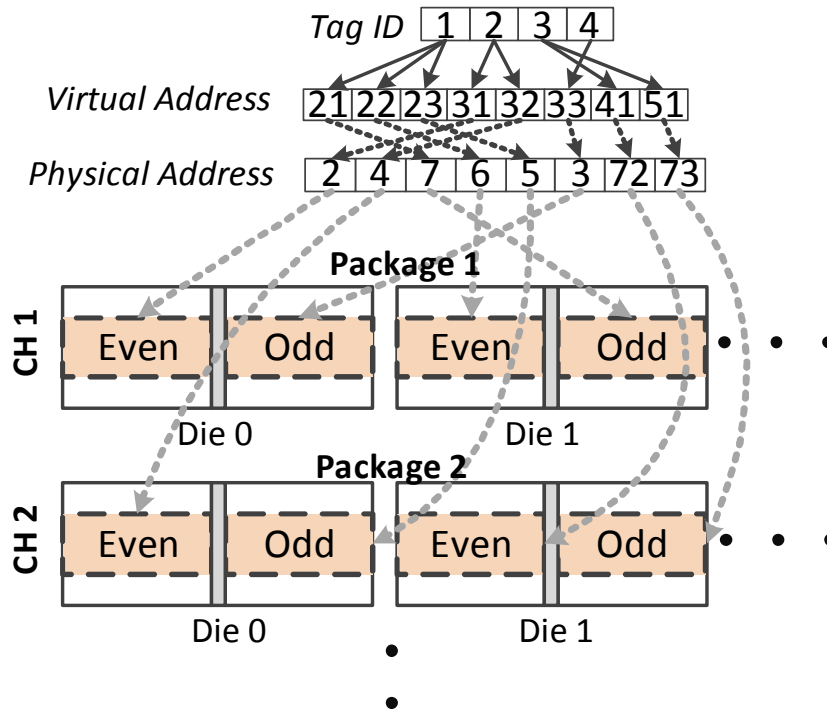 Tag ID 1 2 3 4
Virtual Address 21 22 23 31 32 33 41 51
Physical Address 2 4 7 6 5 3 72 73
Package 1
CH 1
Even Odd Even Odd
Die 0 Die 1
Package 2
CH 2
Even Odd Even Odd
Die 0 Die 1